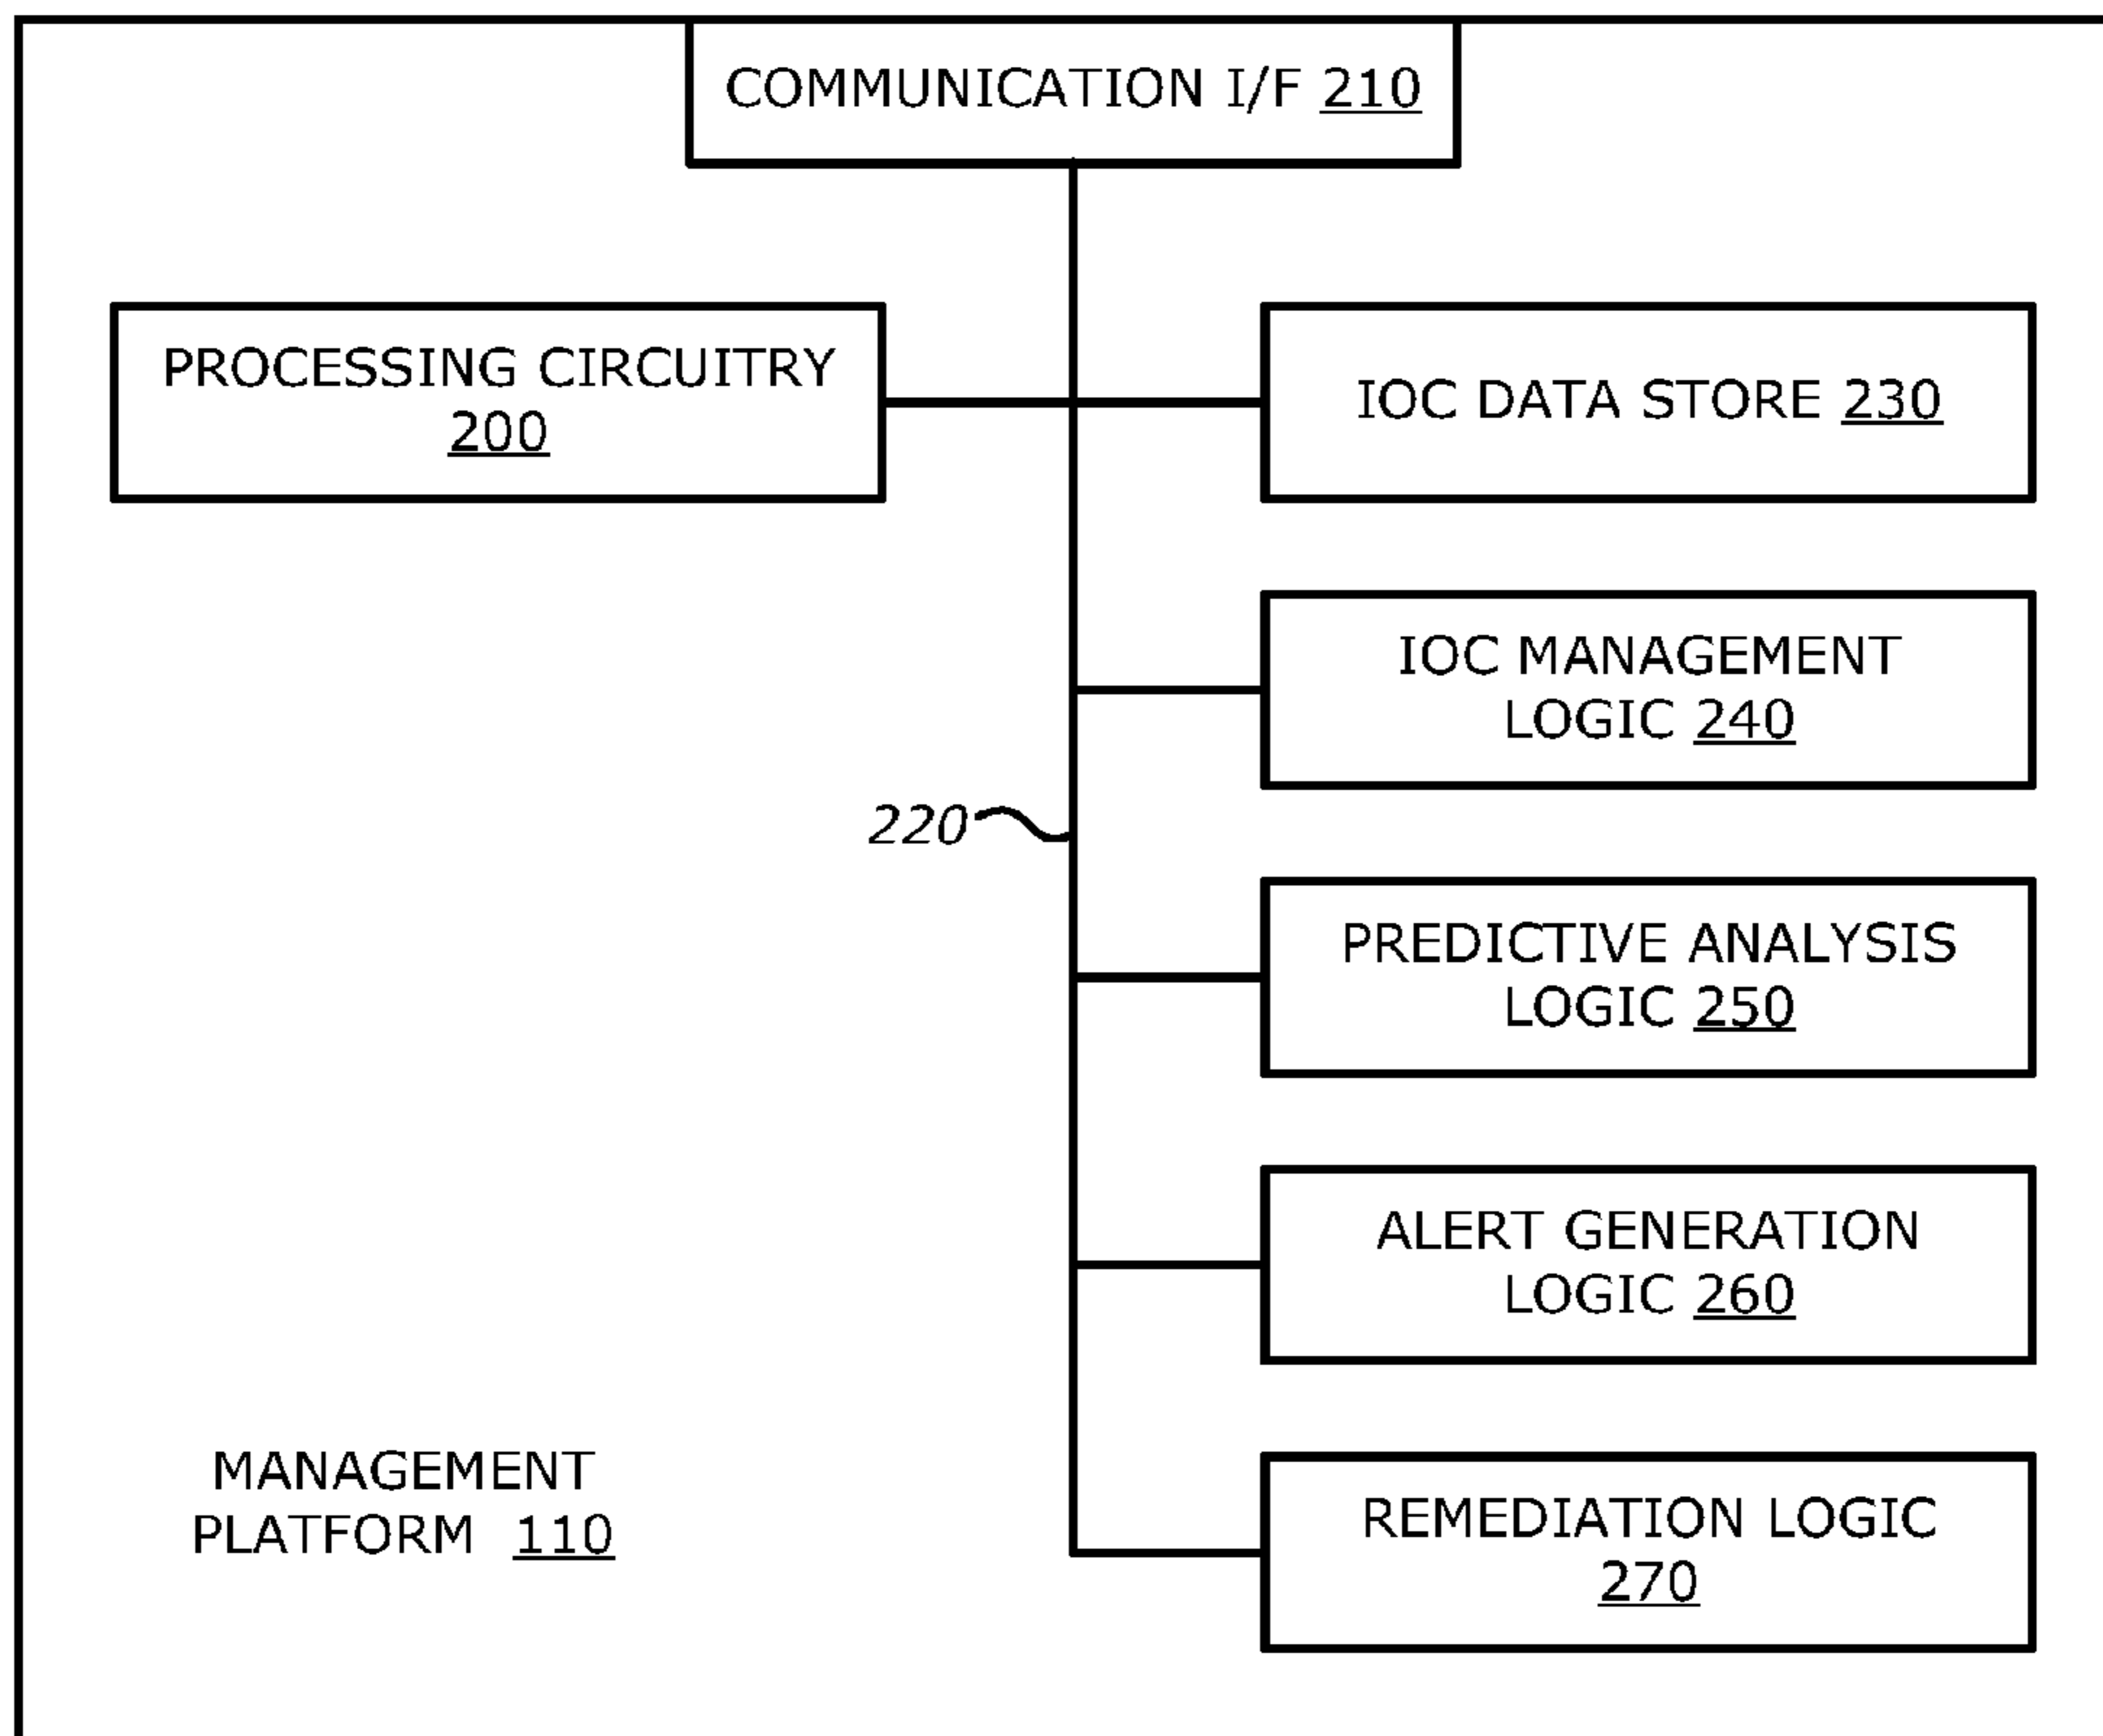 COMMUNICATION I/F 210
PROCESSING CIRCUITRY
200
IOC DATA STORE 230
IOC MANAGEMENT
LOGIC 240
220
PREDICTIVE ANALYSIS
LOGIC 250
ALERT GENERATION
LOGIC 260
MANAGEMENT
PLATFORM 110
REMEDIATION LOGIC
270